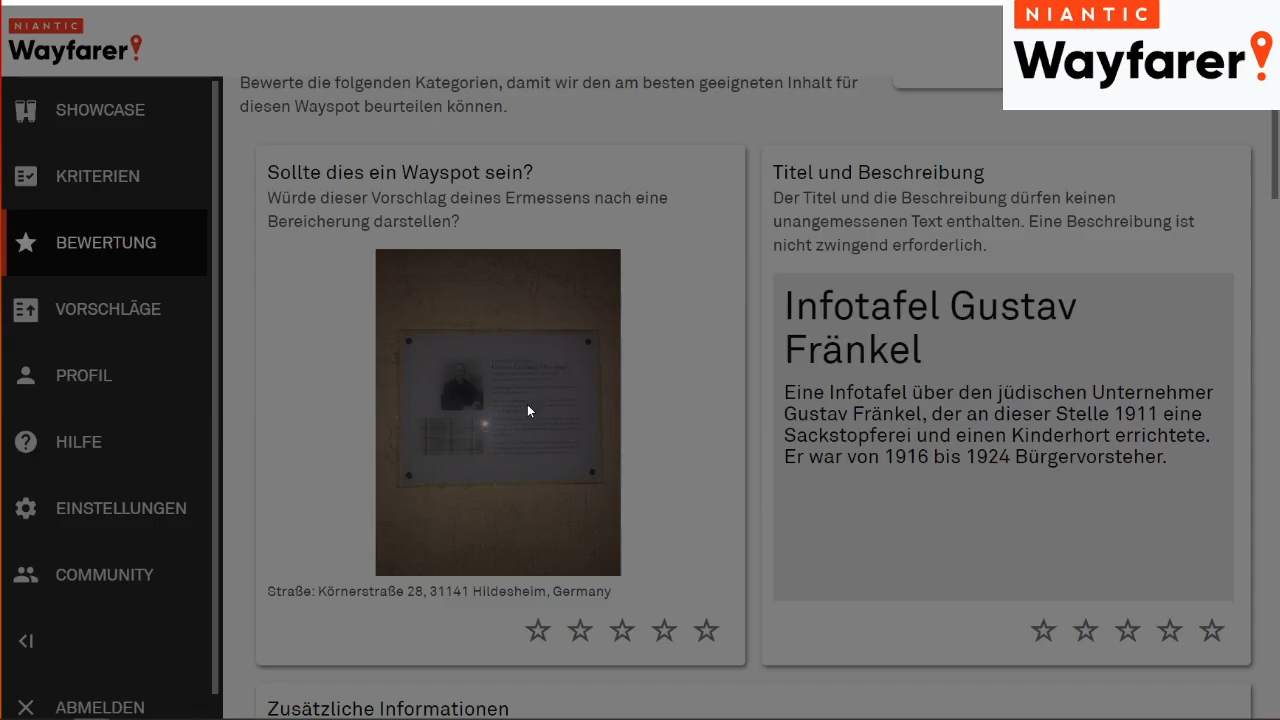 NIANTIC
Wayfarer
NIANTIC
Wayfarer
SHOWCASE
KRITERIEN
BEWERTUNG
VORSCHLÄGE
PROFIL
HILFE
EINSTELLUNGEN
COMMUNITY
ABMELDEN
Bewerte die folgenden Kategorien, damit wir den am besten geeigneten Inhalt für
diesen Wayspot beurteilen können.
Sollte dies ein Wayspot sein?
Würde dieser Vorschlag deines Ermessens nach eine
Bereicherung darstellen?
Straße: Körnerstraße 28, 31141 Hildesheim, Germany
Titel und Beschreibung
Der Titel und die Beschreibung dürfen keinen
unangemessenen Text enthalten. Eine Beschreibung ist
nicht zwingend erforderlich.
Infotafel Gustav
Fränkel
Eine Infotafel über den jüdischen Unternehmer
Gustav Fränkel, der an dieser Stelle 1911 eine
Sackstopferei und einen Kinderhort errichtete.
Er war von 1916 bis 1924 Bürgervorsteher.
Zusätzliche Informationen